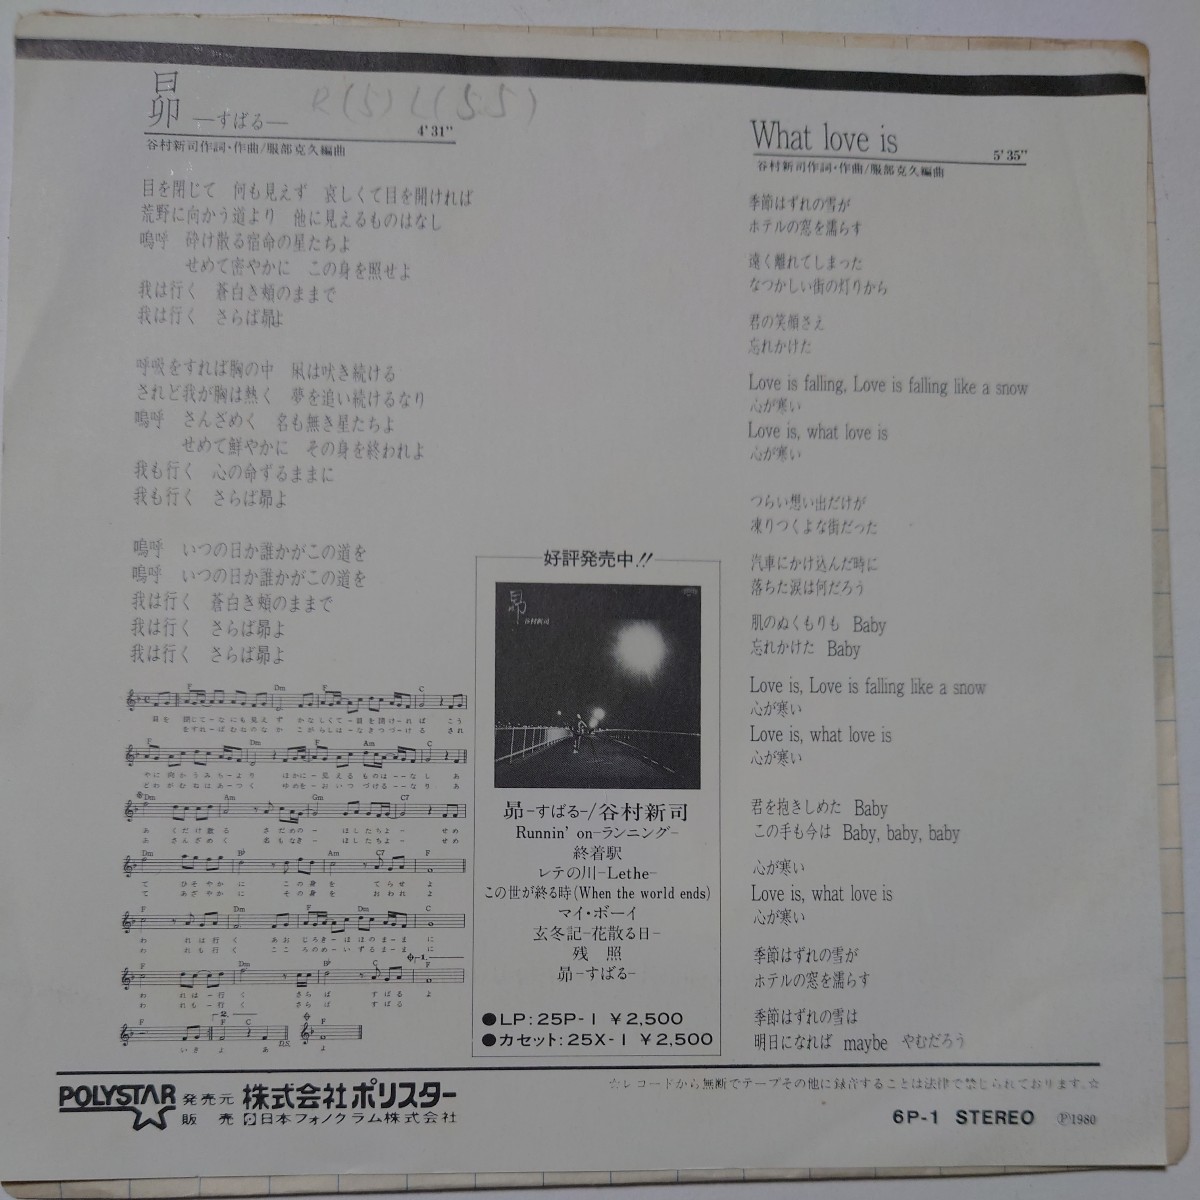 昴
―すばる―
R(5) L(5.5)
4'31"
谷村新司作詞・作曲/服部克久編曲
目を閉じて 何も見えず 哀しくて目を開ければ
荒野に向かう道より 他に見えるものはなし
嗚呼 砕け散る宿命の星たちよ
せめて密やかに この身を照せよ
我は行く 蒼白き頬のままで
我は行く さらば昴よ
呼吸をすれば胸の中 凩は吠き続ける
されど我が胸は熱く 夢を追い続けるなり
嗚呼 さんざめく 名も無き星たちよ
せめて鮮やかに その身を終われよ
我も行く 心の命ずるままに
我も行く さらば昴よ
嗚呼 いつの日か誰かがこの道を
嗚呼 いつの日か誰かがこの道を
我は行く 蒼白き頬のままで
我は行く さらば昴よ
我は行く さらば昴よ
What love is
5'35"
谷村新司作詞・作曲/服部克久編曲
季節はずれの雪が
ホテルの窓を濡らす
遠く離れてしまった
なつかしい街の灯りから
君の笑顔さえ
忘れかけた
Love is falling, Love is falling like a snow
心が寒い
Love is, what love is
心が寒い
つらい想い出だけが
凍りつくよな街だった
汽車にかけ込んだ時に
落ちた涙は何だろう
肌のぬくもりも Baby
忘れかけた Baby
Love is, Love is falling like a snow
心が寒い
Love is, what love is
心が寒い
君を抱きしめた Baby
この手も今は Baby, baby, baby
心が寒い
Love is, what love is
心が寒い
季節はずれの雪が
ホテルの窓を濡らす
季節はずれの雪は
明日になれば maybe やむだろう
好評発売中!!
昴
谷村新司
昴-すばる-/谷村新司
Runnin' on-ランニング-
終着駅
レテの川-Lethe-
この世が終る時(When the world ends)
マイ・ボーイ
玄冬記-花散る日-
残 照
昴-すばる-
●LP:25P-1 ¥2,500
●カセット:25X-1 ¥2,500
POLYSTAR
発売元 株式会社ポリスター
販 売 日本フォノグラム株式会社
☆レコードから無断でテープその他に録音することは法律で禁じられております。☆
6P-1 STEREO Ⓟ1980